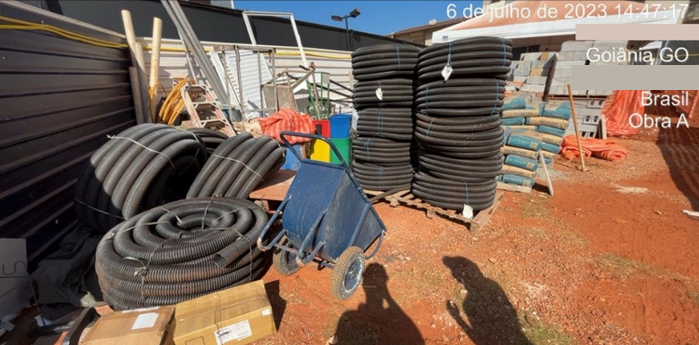 6 de julho de 2023 14:47:17
Goiânia GO
Brasil
Obra A